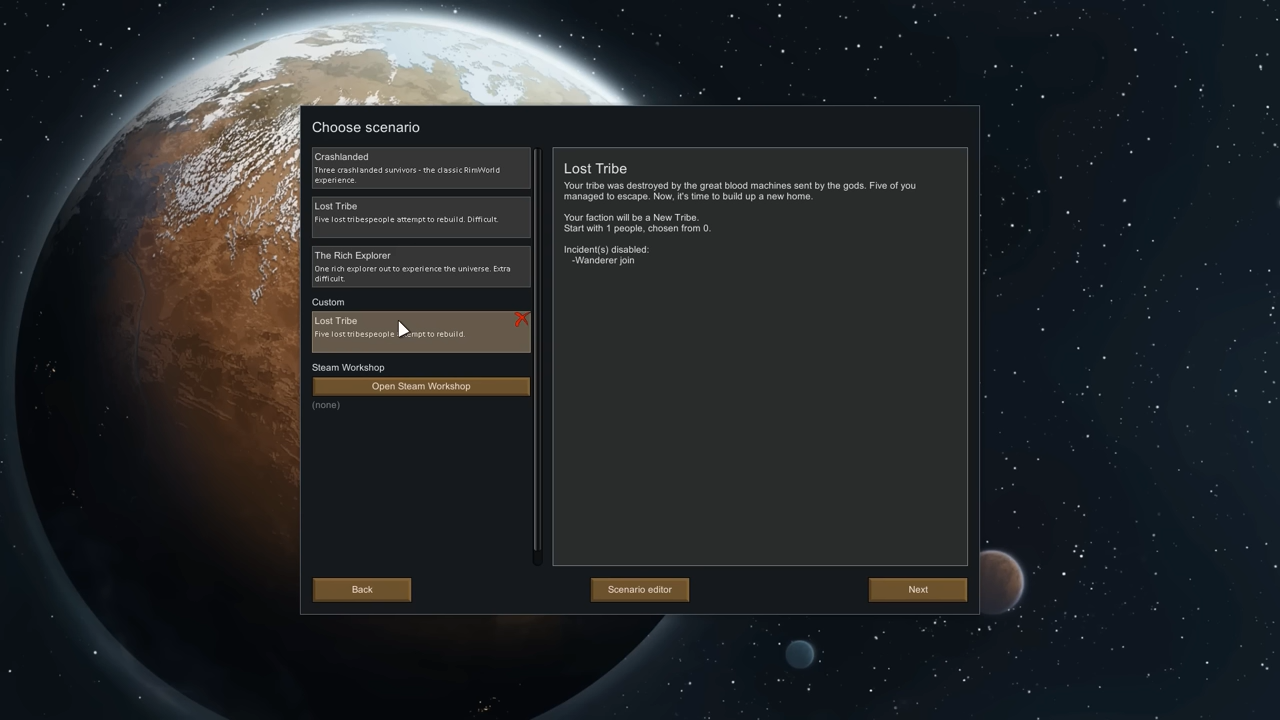 Choose scenario
Crashlanded
Three crashlanded survivors - the classic RimWorld
experience.
Lost Tribe
Five lost tribespeople attempt to rebuild. Difficult.
The Rich Explorer
One rich explorer out to experience the universe. Extra
difficult.
Custom
Lost Tribe
Five lost tribespeople empt to rebuild.
Steam Workshop
Open Steam Workshop
(none)
Lost Tribe
Your tribe was destroyed by the great blood machines sent by the gods. Five of you
managed to escape. Now, it's time to build up a new home.
Your faction will be a New Tribe.
Start with 1 people, chosen from 0.
Incident(s) disabled:
-Wanderer join
Back
Scenario editor
Next